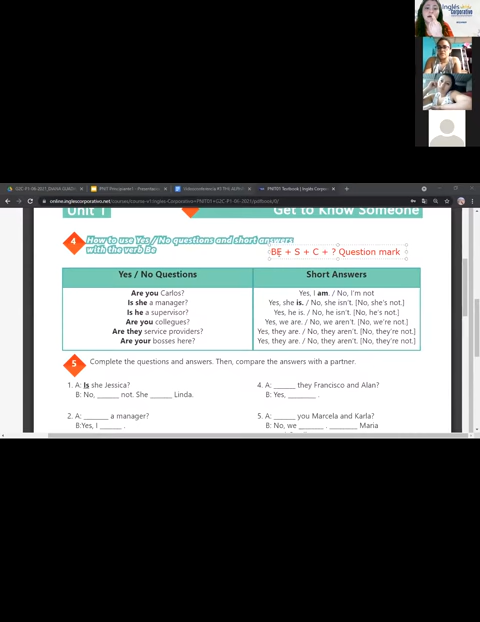 Inglés
corporativo
Unit 1
Get to Know Someone
4
How to use Yes / No questions and short answers
with the verb Be
BE + S + C + ? Question mark
Yes / No Questions
Short Answers
Are you Carlos?
Yes, I am. / No, I'm not
Is she a manager?
Yes, she is. / No, she isn't. [No, she's not.]
Is he a supervisor?
Yes, he is. / No, he isn't. [No, he's not.]
Are you collegues?
Yes, we are. / No, we aren't. [No, we're not.]
Are they service providers?
Yes, they are. / No, they aren't. [No, they're not.]
Are your bosses here?
Yes, they are. / No, they aren't. [No, they're not.]
5
Complete the questions and answers. Then, compare the answers with a partner.
1. A: Is she Jessica?
B: No, ______ not. She ______ Linda.
2. A: ______ a manager?
B:Yes, I ______ .
4. A: ______ they Francisco and Alan?
B: Yes, ________ .
5. A: ______ you Marcela and Karla?
B: No, we ________ . ________ Maria